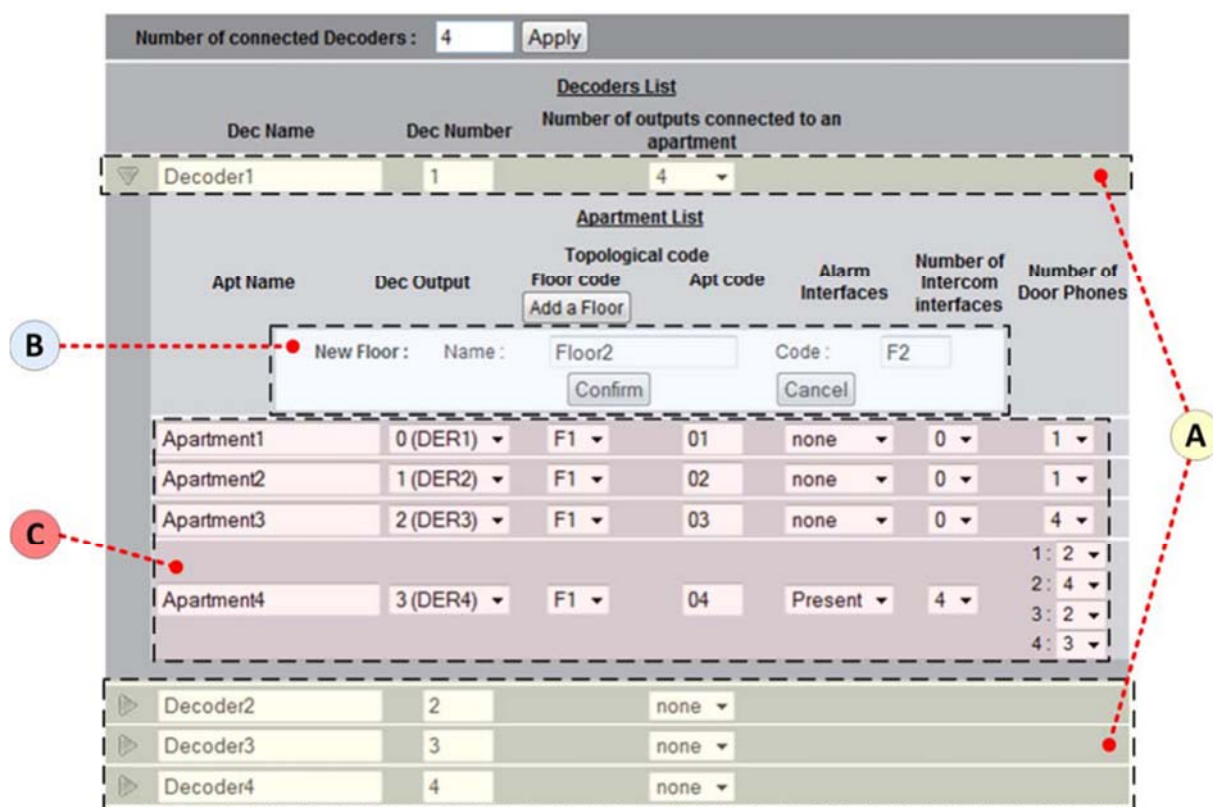 Number of connected Decoders : 4 Apply
Decoders List
Dec Name Dec Number Number of outputs connected to an apartment
Decoder1 1 4
Apartment List
Topological code
Apt Name Dec Output Floor code Apt code Alarm Interfaces Number of Intercom interfaces Number of Door Phones
Add a Floor
B
New Floor : Name : Floor2 Code : F2
Confirm Cancel
A
Apartment1 0 (DER1) F1 01 none 0 1
Apartment2 1 (DER2) F1 02 none 0 1
C
Apartment3 2 (DER3) F1 03 none 0 4
1 : 2
2 : 4
Apartment4 3 (DER4) F1 04 Present 4
3 : 2
4 : 3
Decoder2 2 none
Decoder3 3 none
Decoder4 4 none